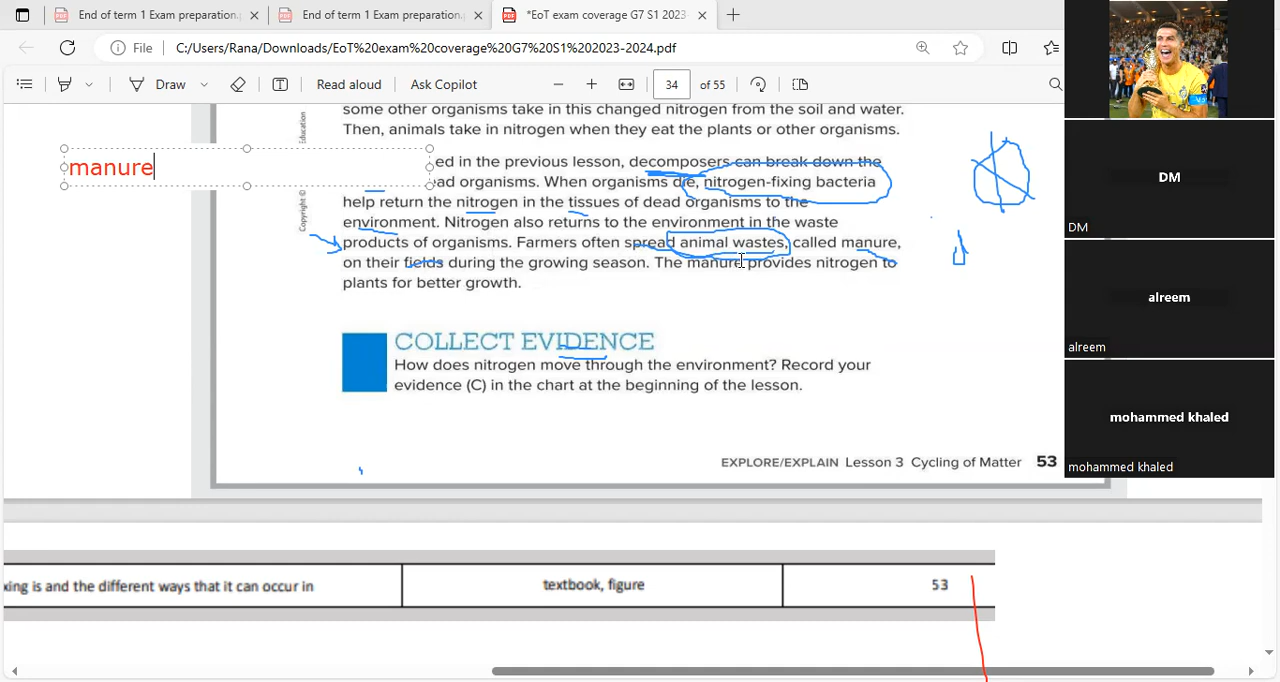 End of term 1 Exam preparation.
End of term 1 Exam preparation.
*EoT exam coverage G7 S1 2023-
File C:/Users/Rana/Downloads/EoT%20exam%20coverage%20G7%20S1%202023-2024.pdf
Draw Read aloud Ask Copilot 34 of 55
some other organisms take in this changed nitrogen from the soil and water.
Then, animals take in nitrogen when they eat the plants or other organisms.
manure
ed in the previous lesson, decomposers can break down the
ead organisms. When organisms die, nitrogen-fixing bacteria
help return the nitrogen in the tissues of dead organisms to the
environment. Nitrogen also returns to the environment in the waste
products of organisms. Farmers often spread animal wastes, called manure,
on their fields during the growing season. The manure provides nitrogen to
plants for better growth.
Copyright ©
Education
COLLECT EVIDENCE
How does nitrogen move through the environment? Record your
evidence (C) in the chart at the beginning of the lesson.
EXPLORE/EXPLAIN Lesson 3 Cycling of Matter 53
xing is and the different ways that it can occur in
textbook, figure
53
DM
DM
alreem
alreem
mohammed khaled
mohammed khaled